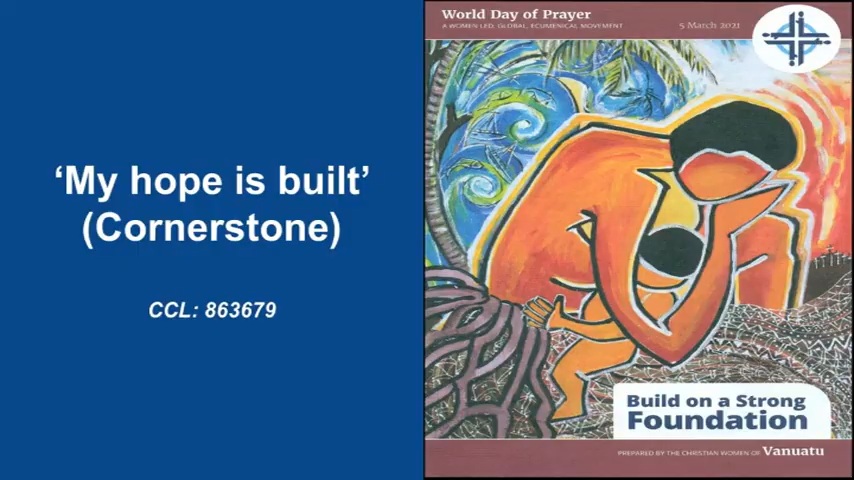 ‘My hope is built’
(Cornerstone)
CCL: 863679
World Day of Prayer
A WOMEN LED, GLOBAL, ECUMENICAL MOVEMENT
5 March 2021
Build on a Strong
Foundation
PREPARED BY THE CHRISTIAN WOMEN OF Vanuatu